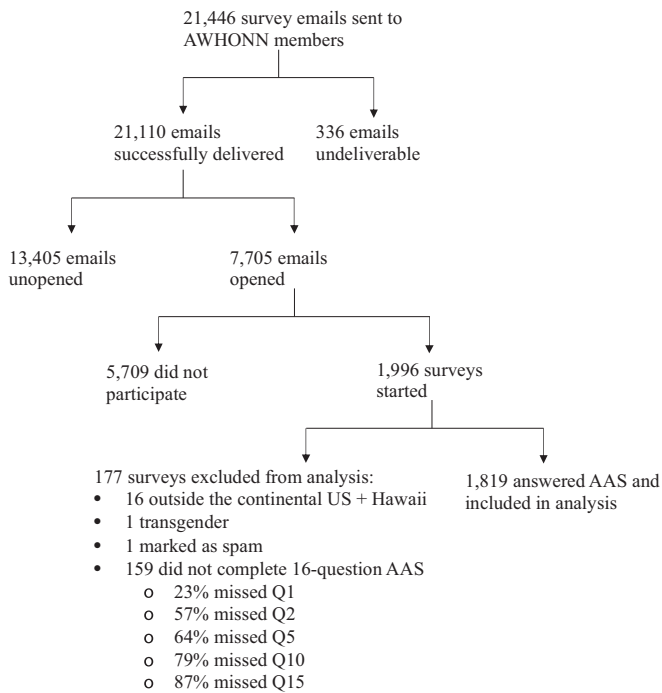 21,446 survey emails sent to
AWHONN members
21,110 emails
successfully delivered
336 emails
undeliverable
13,405 emails
unopened
7,705 emails
opened
5,709 did not
participate
1,996 surveys
started
177 surveys excluded from analysis:
• 16 outside the continental US + Hawaii
• 1 transgender
• 1 marked as spam
• 159 did not complete 16-question AAS
o 23% missed Q1
o 57% missed Q2
o 64% missed Q5
o 79% missed Q10
o 87% missed Q15
1,819 answered AAS and
included in analysis